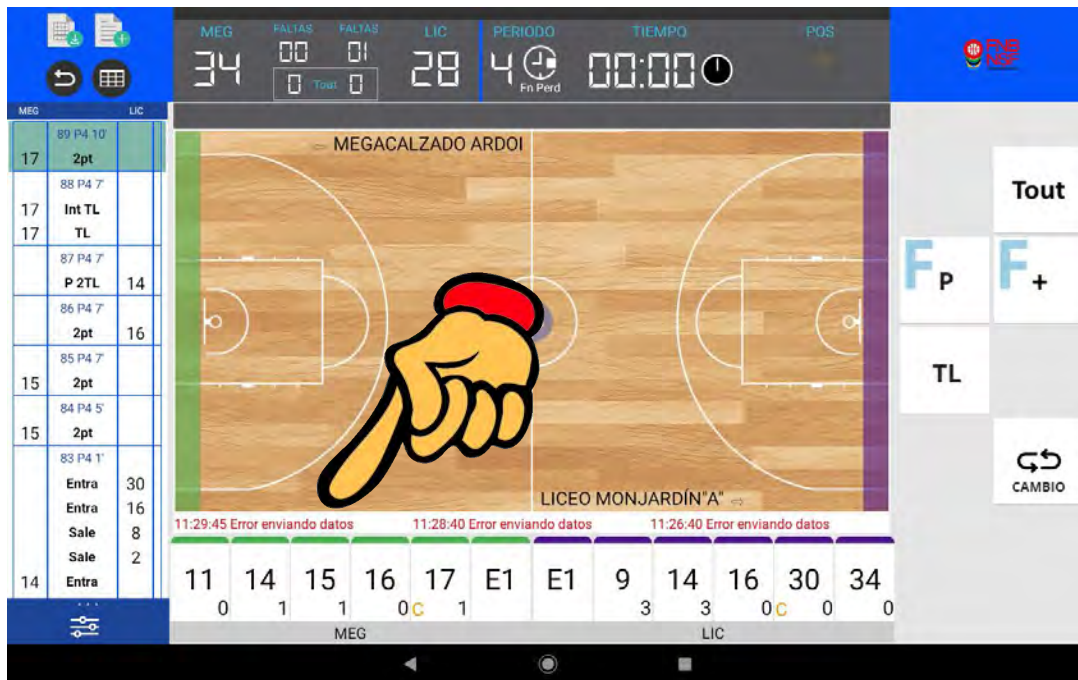 MEG FALTAS FALTAS LIC PERIODO TIEMPO POS
34 00 01 28 4 00:00
0 Tout 0 Fn Perd
FNB
NSF
MEG LIC
89 P4 10'
17 2pt
88 P4 7'
17 Int TL
17 TL
87 P4 7'
P 2TL 14
86 P4 7'
2pt 16
85 P4 7'
15 2pt
84 P4 5'
15 2pt
83 P4 1'
Entra 30
Entra 16
Sale 8
Sale 2
14 Entra
MEGACALZADO ARDOI
LICEO MONJARDÍN"A"
11:29:45 Error enviando datos 11:28:40 Error enviando datos 11:26:40 Error enviando datos
11 14 15 16 17 E1 E1 9 14 16 30 34
0 1 1 0 C 1 3 3 0 C 0 0
MEG LIC
Tout
F P F +
TL
CAMBIO